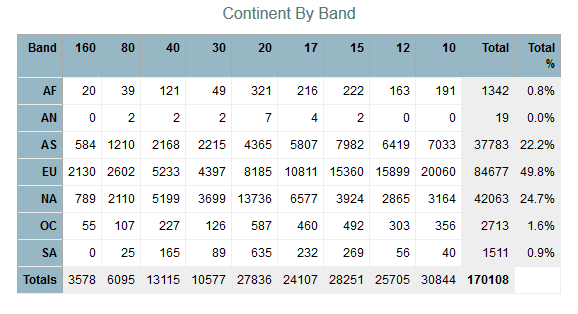 Continent By Band
Band 160 80 40 30 20 17 15 12 10 Total Total %
AF 20 39 121 49 321 216 222 163 191 1342 0.8%
AN 0 2 2 2 7 4 2 0 0 19 0.0%
AS 584 1210 2168 2215 4365 5807 7982 6419 7033 37783 22.2%
EU 2130 2602 5233 4397 8185 10811 15360 15899 20060 84677 49.8%
NA 789 2110 5199 3699 13736 6577 3924 2865 3164 42063 24.7%
OC 55 107 227 126 587 460 492 303 356 2713 1.6%
SA 0 25 165 89 635 232 269 56 40 1511 0.9%
Totals 3578 6095 13115 10577 27836 24107 28251 25705 30844 170108